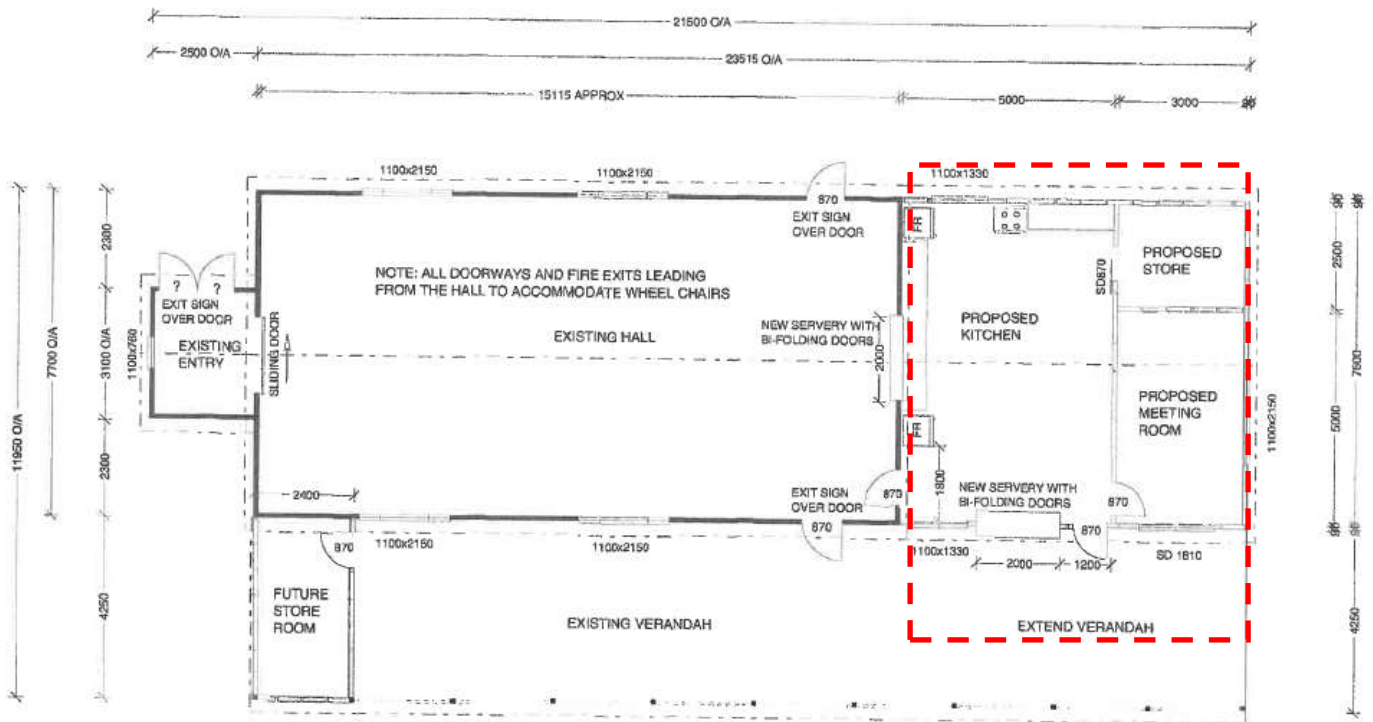 21500 O/A
2500 O/A
23515 O/A
15115 APPROX
5000
3000
1100x2150
1100x2150
1100x1330
870
EXIT SIGN
OVER DOOR
FR
NOTE: ALL DOORWAYS AND FIRE EXITS LEADING
FROM THE HALL TO ACCOMMODATE WHEEL CHAIRS
PROPOSED
STORE
SD870
? ?
EXIT SIGN
OVER DOOR
EXISTING
ENTRY
SLIDING DOOR
EXISTING HALL
NEW SERVERY WITH
BI-FOLDING DOORS
2000
PROPOSED
KITCHEN
PROPOSED
MEETING
ROOM
FR
1800
11950 O/A
7700 O/A
2300
3100 O/A
2300
4250
1100x760
2400
EXIT SIGN
OVER DOOR
870
870
NEW SERVERY WITH
BI-FOLDING DOORS
870
870
1100x2150
1100x2150
1100x1330
2000
1200
SD 1810
870
FUTURE
STORE
ROOM
EXISTING VERANDAH
EXTEND VERANDAH
1100x2150
90
2500
5000
90
90
90
4250